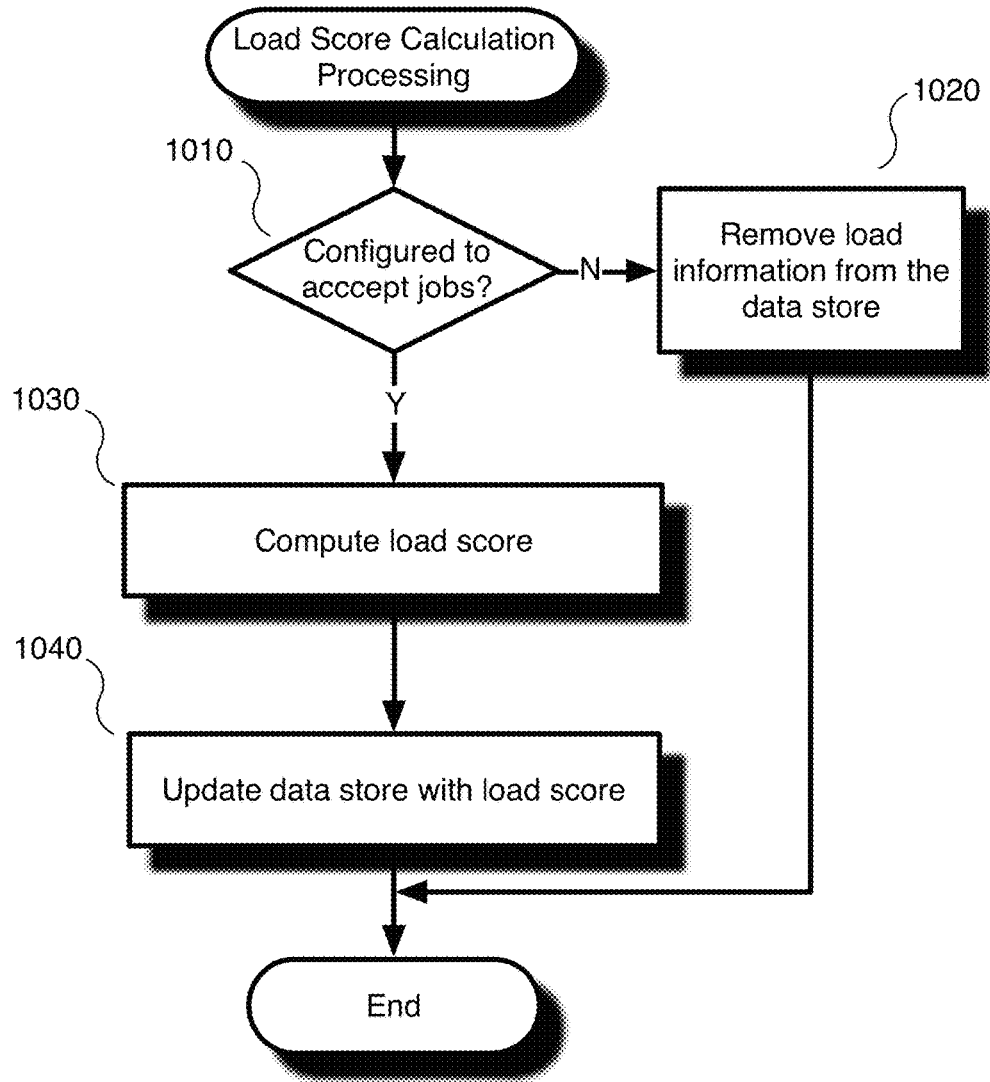 Load Score Calculation
Processing
1010
1020
Configured to
acccept jobs?
N
Remove load
information from the
data store
Y
1030
Compute load score
1040
Update data store with load score
End